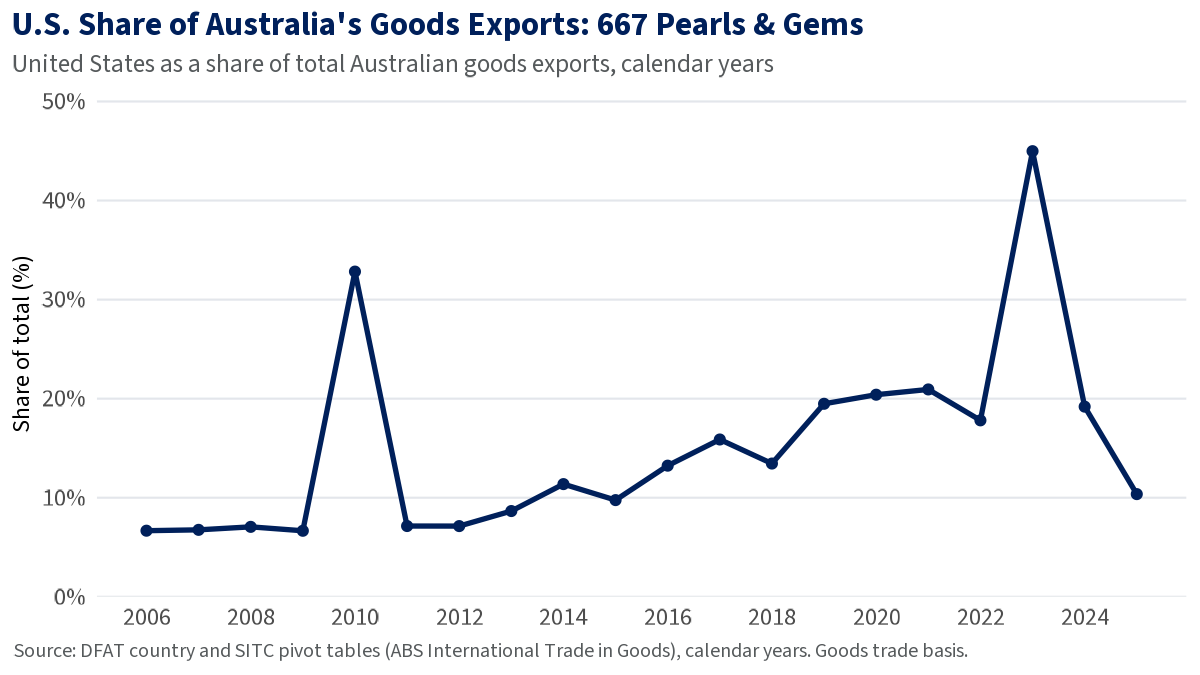 U.S. Share of Australia's Goods Exports: 667 Pearls & Gems
United States as a share of total Australian goods exports, calendar years
Share of total (%)
50%
40%
30%
20%
10%
0%
2006 2008 2010 2012 2014 2016 2018 2020 2022 2024
Source: DFAT country and SITC pivot tables (ABS International Trade in Goods), calendar years. Goods trade basis.